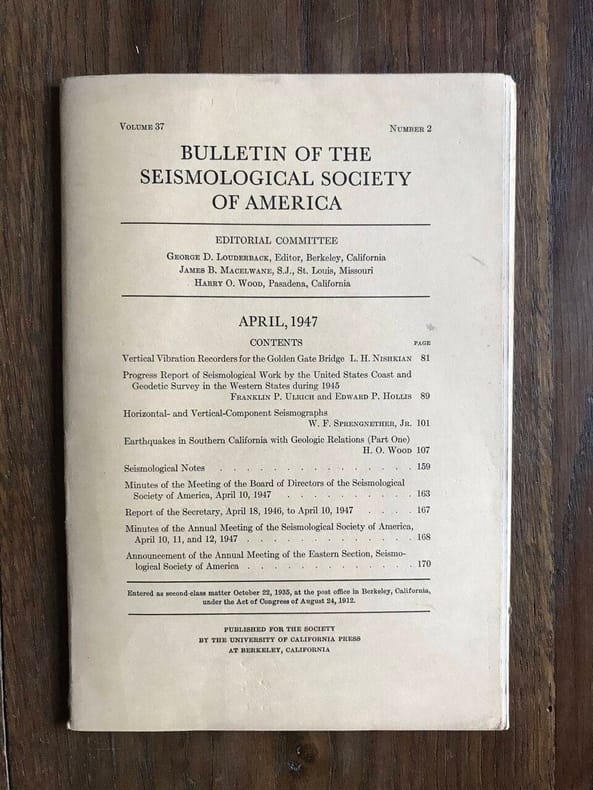 VOLUME 37 NUMBER 2
BULLETIN OF THE
SEISMOLOGICAL SOCIETY
OF AMERICA
EDITORIAL COMMITTEE
GEORGE D. LOUDERBACK, Editor, Berkeley, California
JAMES B. MACELWANE, S.J., St. Louis, Missouri
HARRY O. WOOD, Pasadena, California
APRIL, 1947
CONTENTS PAGE
Vertical Vibration Recorders for the Golden Gate Bridge L. H. NISHKIAN 81
Progress Report of Seismological Work by the United States Coast and
Geodetic Survey in the Western States during 1945
FRANKLIN P. ULRICH and EDWARD P. HOLLIS 89
Horizontal- and Vertical-Component Seismographs
W. F. SPRENGNETHER, JR. 101
Earthquakes in Southern California with Geologic Relations (Part One)
H. O. WOOD 107
Seismological Notes . . . . . . . . . . . . . . . 159
Minutes of the Meeting of the Board of Directors of the Seismological
Society of America, April 10, 1947 . . . . . . . . . 163
Report of the Secretary, April 18, 1946, to April 10, 1947 . . . . 167
Minutes of the Annual Meeting of the Seismological Society of America,
April 10, 11, and 12, 1947 . . . . . . . . . . . . . 168
Announcement of the Annual Meeting of the Eastern Section, Seismo-
logical Society of America . . . . . . . . . . . . . 170
Entered as second-class matter October 22, 1935, at the post office in Berkeley, California,
under the Act of Congress of August 24, 1912.
PUBLISHED FOR THE SOCIETY
BY THE UNIVERSITY OF CALIFORNIA PRESS
AT BERKELEY, CALIFORNIA